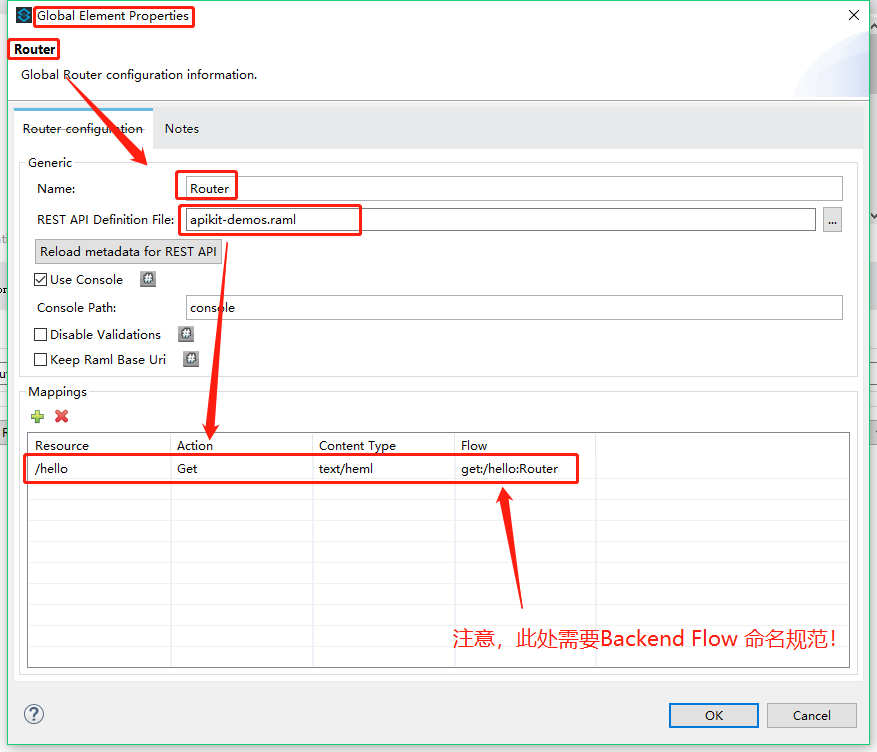 Global Element Properties
Router
Global Router configuration information.
Router configuration Notes
Generic
Name: Router
REST API Definition File: apikit-demos.raml ...
Reload metadata for REST API
Use Console
Console Path: console
Disable Validations
Keep Raml Base Uri
Mappings
Resource Action Content Type Flow
/hello Get text/heml get:/hello:Router
注意，此处需要Backend Flow 命名规范！
? OK Cancel